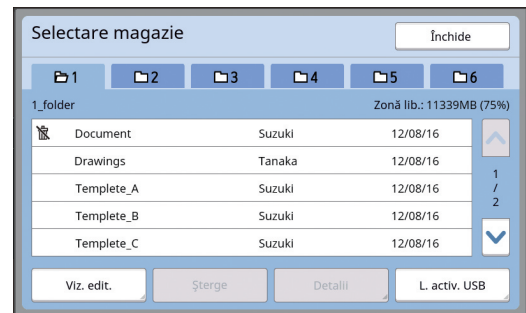 Selectare magazie Închide
1 2 3 4 5 6
1_folder Zonă lib.: 11339MB (75%)
Document Suzuki 12/08/16
Drawings Tanaka 12/08/16
Templete_A Suzuki 12/08/16
Templete_B Suzuki 12/08/16
Templete_C Suzuki 12/08/16
1
/
2
Viz. edit. Șterge Detalii L. activ. USB